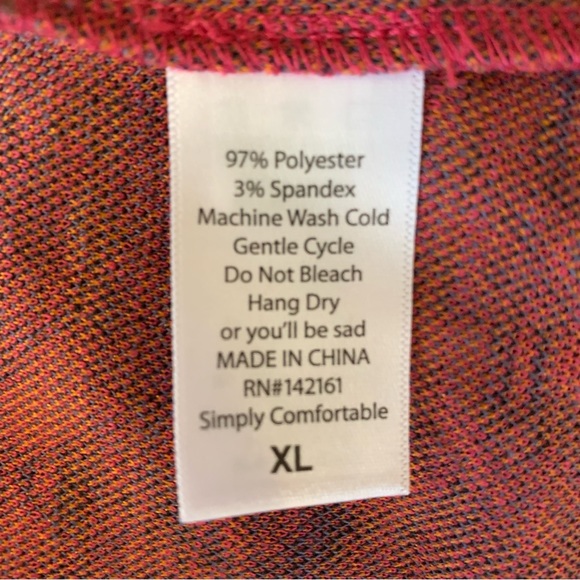 97% Polyester
3% Spandex
Machine Wash Cold
Gentle Cycle
Do Not Bleach
Hang Dry
or you'll be sad
MADE IN CHINA
RN#142161
Simply Comfortable
XL